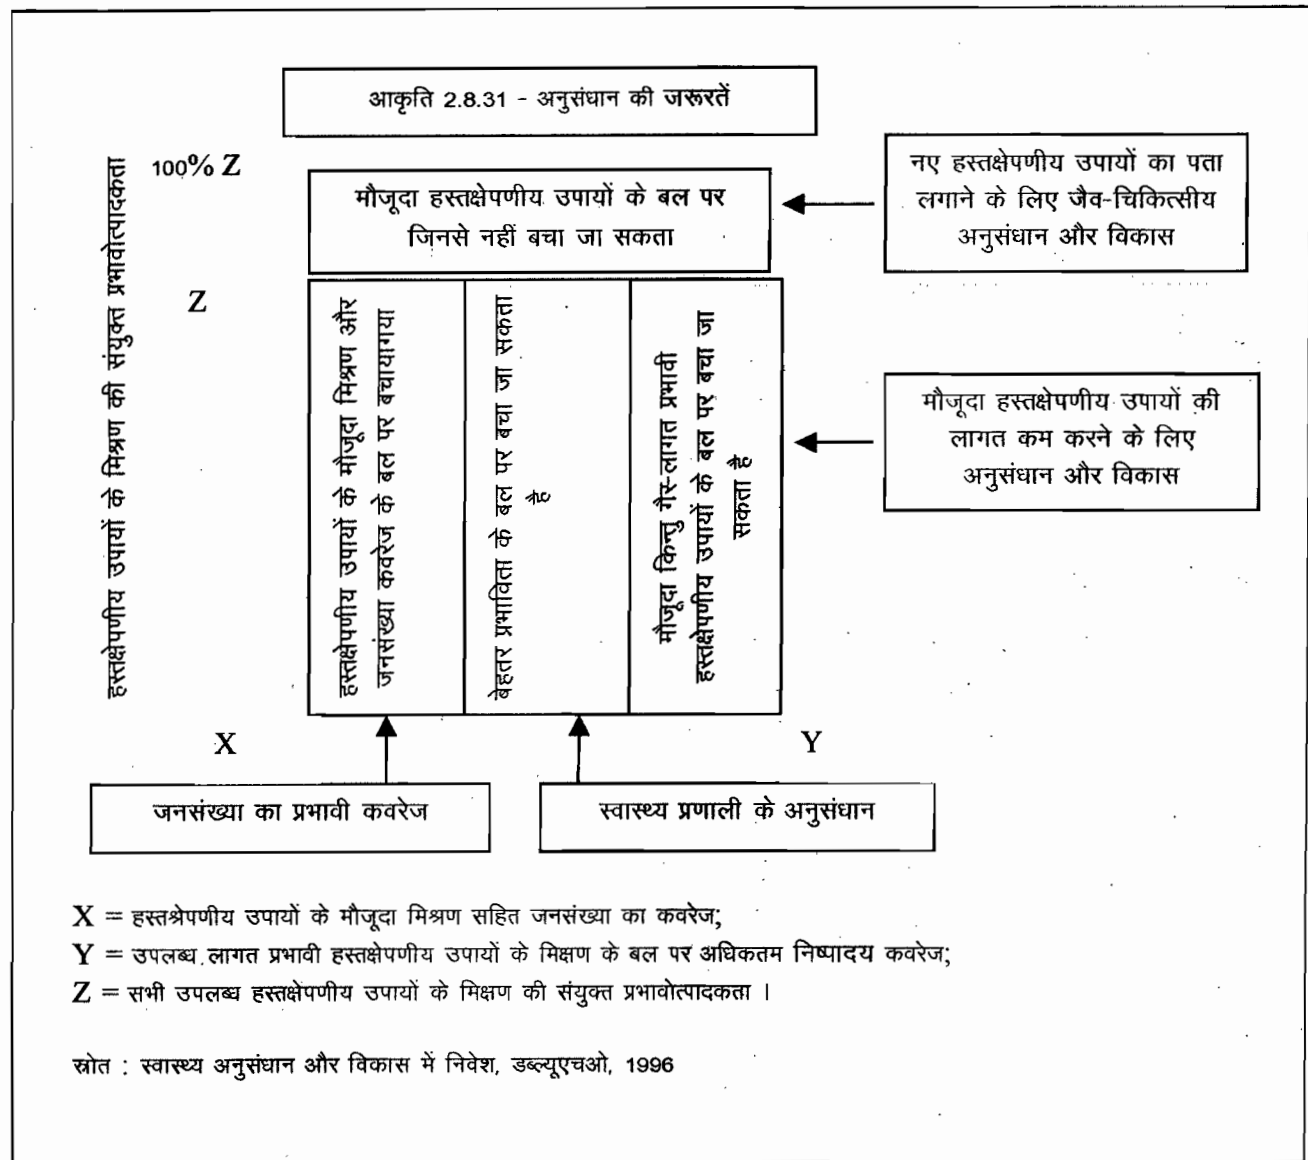 आकृति 2.8.31 - अनुसंधान की जरूरतें
हस्तक्षेपणीय उपायों के मिश्रण की संयुक्त प्रभावोत्पादकता
100% Z
Z
मौजूदा हस्तक्षेपणीय उपायों के बल पर
जिनसे नहीं बचा जा सकता
नए हस्तक्षेपणीय उपायों का पता
लगाने के लिए जैव-चिकित्सीय
अनुसंधान और विकास
हस्तक्षेपणीय उपायों के मौजूदा मिश्रण और
जनसंख्या कवरेज के बल पर बचायागया
बेहतर प्रभाविता के बल पर बचा जा सकता
है
मौजूदा किन्तु गैर-लागत प्रभावी
हस्तक्षेपणीय उपायों के बल पर बचा जा
सकता है
मौजूदा हस्तक्षेपणीय उपायों की
लागत कम करने के लिए
अनुसंधान और विकास
X
Y
जनसंख्या का प्रभावी कवरेज
स्वास्थ्य प्रणाली के अनुसंधान
X = हस्तश्रेपणीय उपायों के मौजूदा मिश्रण सहित जनसंख्या का कवरेज;
Y = उपलब्ध लागत प्रभावी हस्तक्षेपणीय उपायों के मिक्षण के बल पर अधिकतम निष्पादय कवरेज;
Z = सभी उपलब्ध हस्तक्षेपणीय उपायों के मिक्षण की संयुक्त प्रभावोत्पादकता ।
स्रोत : स्वास्थ्य अनुसंधान और विकास में निवेश, डब्ल्यूएचओ, 1996